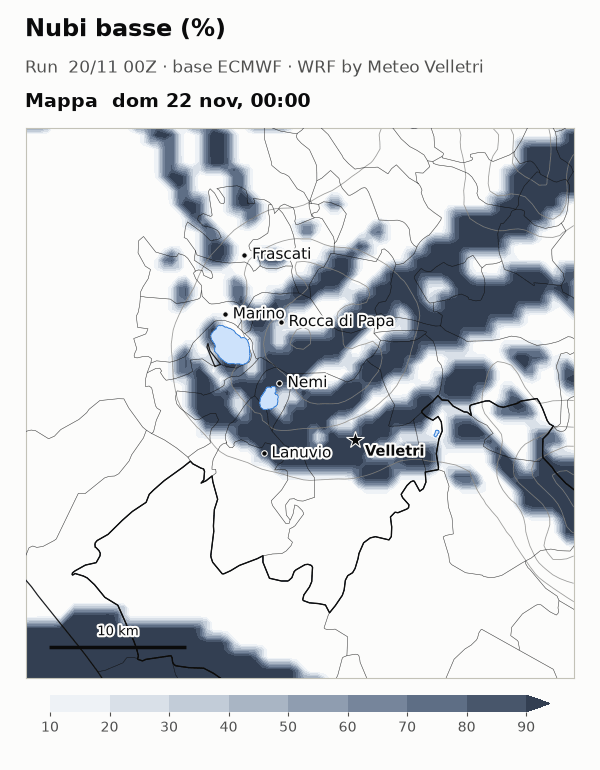 Nubi basse (%)
Run  20/11 00Z · base ECMWF · WRF by Meteo Velletri
Mappa  dom 22 nov, 00:00
Frascati
Marino
Rocca di Papa
Nemi
Velletri
Lanuvio
10 km
10 20 30 40 50 60 70 80 90